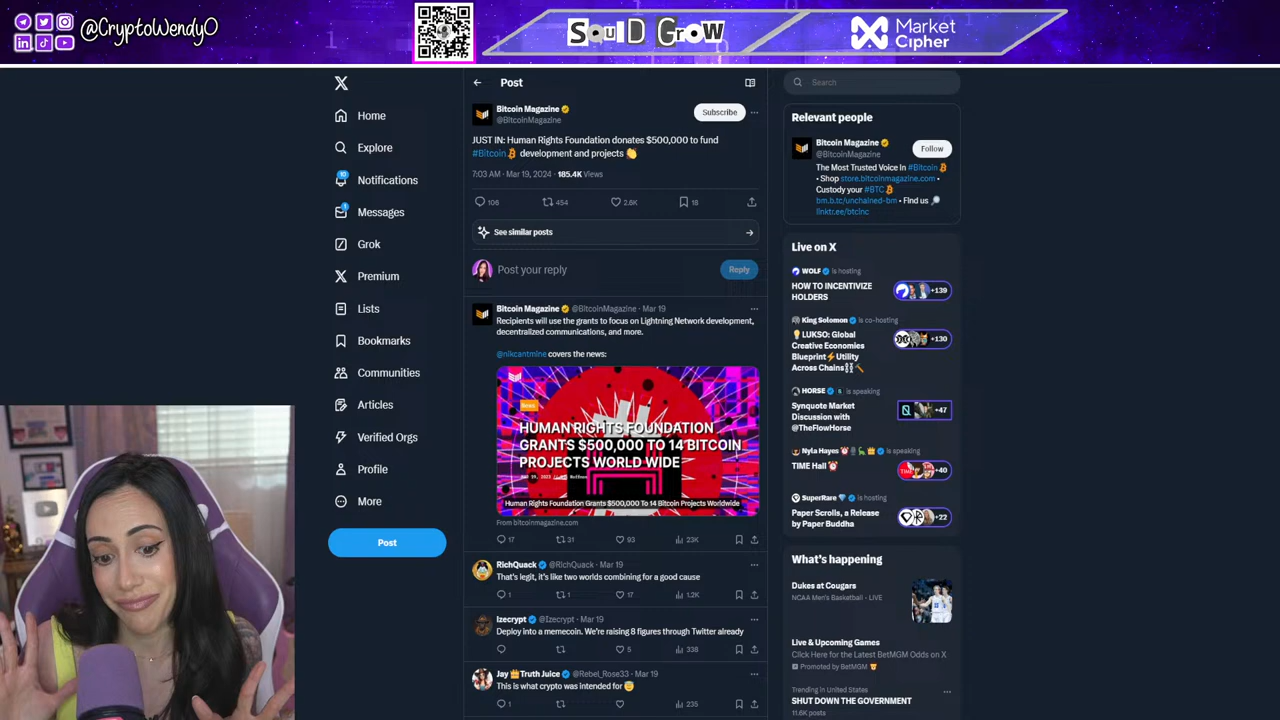 @CryptoWendyO
SquiD GroW
Market
Cipher
Home
Explore
10
Notifications
1
Messages
Grok
Premium
Lists
Bookmarks
Communities
Articles
Verified Orgs
Profile
More
Post
Post
Bitcoin Magazine
@BitcoinMagazine
Subscribe
JUST IN: Human Rights Foundation donates $500,000 to fund
#Bitcoin development and projects 👏
7:03 AM · Mar 19, 2024 · 185.4K Views
106 454 2.6K 18
See similar posts
Post your reply
Reply
Bitcoin Magazine @BitcoinMagazine · Mar 19
Recipients will use the grants to focus on Lightning Network development,
decentralized communications, and more.
@nikcantmine covers the news:
News
HUMAN RIGHTS FOUNDATION
GRANTS $500,000 TO 14 BITCOIN
PROJECTS WORLD WIDE
Human Rights Foundation Grants $500,000 To 14 Bitcoin Projects Worldwide
From bitcoinmagazine.com
17 31 93 23K
RichQuack @RichQuack · Mar 19
That's legit, it's like two worlds combining for a good cause
1 1 17 1.2K
Izecrypt @Izecrypt · Mar 19
Deploy into a memecoin. We're raising 8 figures through Twitter already
5 338
Jay Truth Juice @Rebel_Rose33 · Mar 19
This is what crypto was intended for 😇
1 235
Search
Relevant people
Bitcoin Magazine
@BitcoinMagazine
Follow
The Most Trusted Voice in #Bitcoin
• Shop store.bitcoinmagazine.com •
Custody your #BTC
bm.b.tc/unchained-bm • Find us 🔎
linktr.ee/btcinc
Live on X
WOLF is hosting
HOW TO INCENTIVIZE
HOLDERS
+139
King Solomon is co-hosting
💡LUKSO: Global
Creative Economies
Blueprint⚡Utility
Across Chains⛓🔨
+130
HORSE is speaking
Synquote Market
Discussion with
@TheFlowHorse
+47
Nyla Hayes is speaking
TIME Hall
+40
SuperRare is hosting
Paper Scrolls, a Release
by Paper Buddha
+22
What's happening
Dukes at Cougars
NCAA Men's Basketball · LIVE
Live & Upcoming Games
Click Here for the Latest BetMGM Odds on X
Promoted by BetMGM
Trending in United States
SHUT DOWN THE GOVERNMENT
11.6K posts